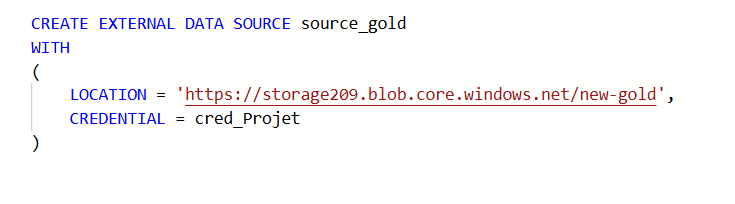 CREATE EXTERNAL DATA SOURCE source_gold
WITH
(
LOCATION = 'https://storage209.blob.core.windows.net/new-gold',
CREDENTIAL = cred_Projet
)